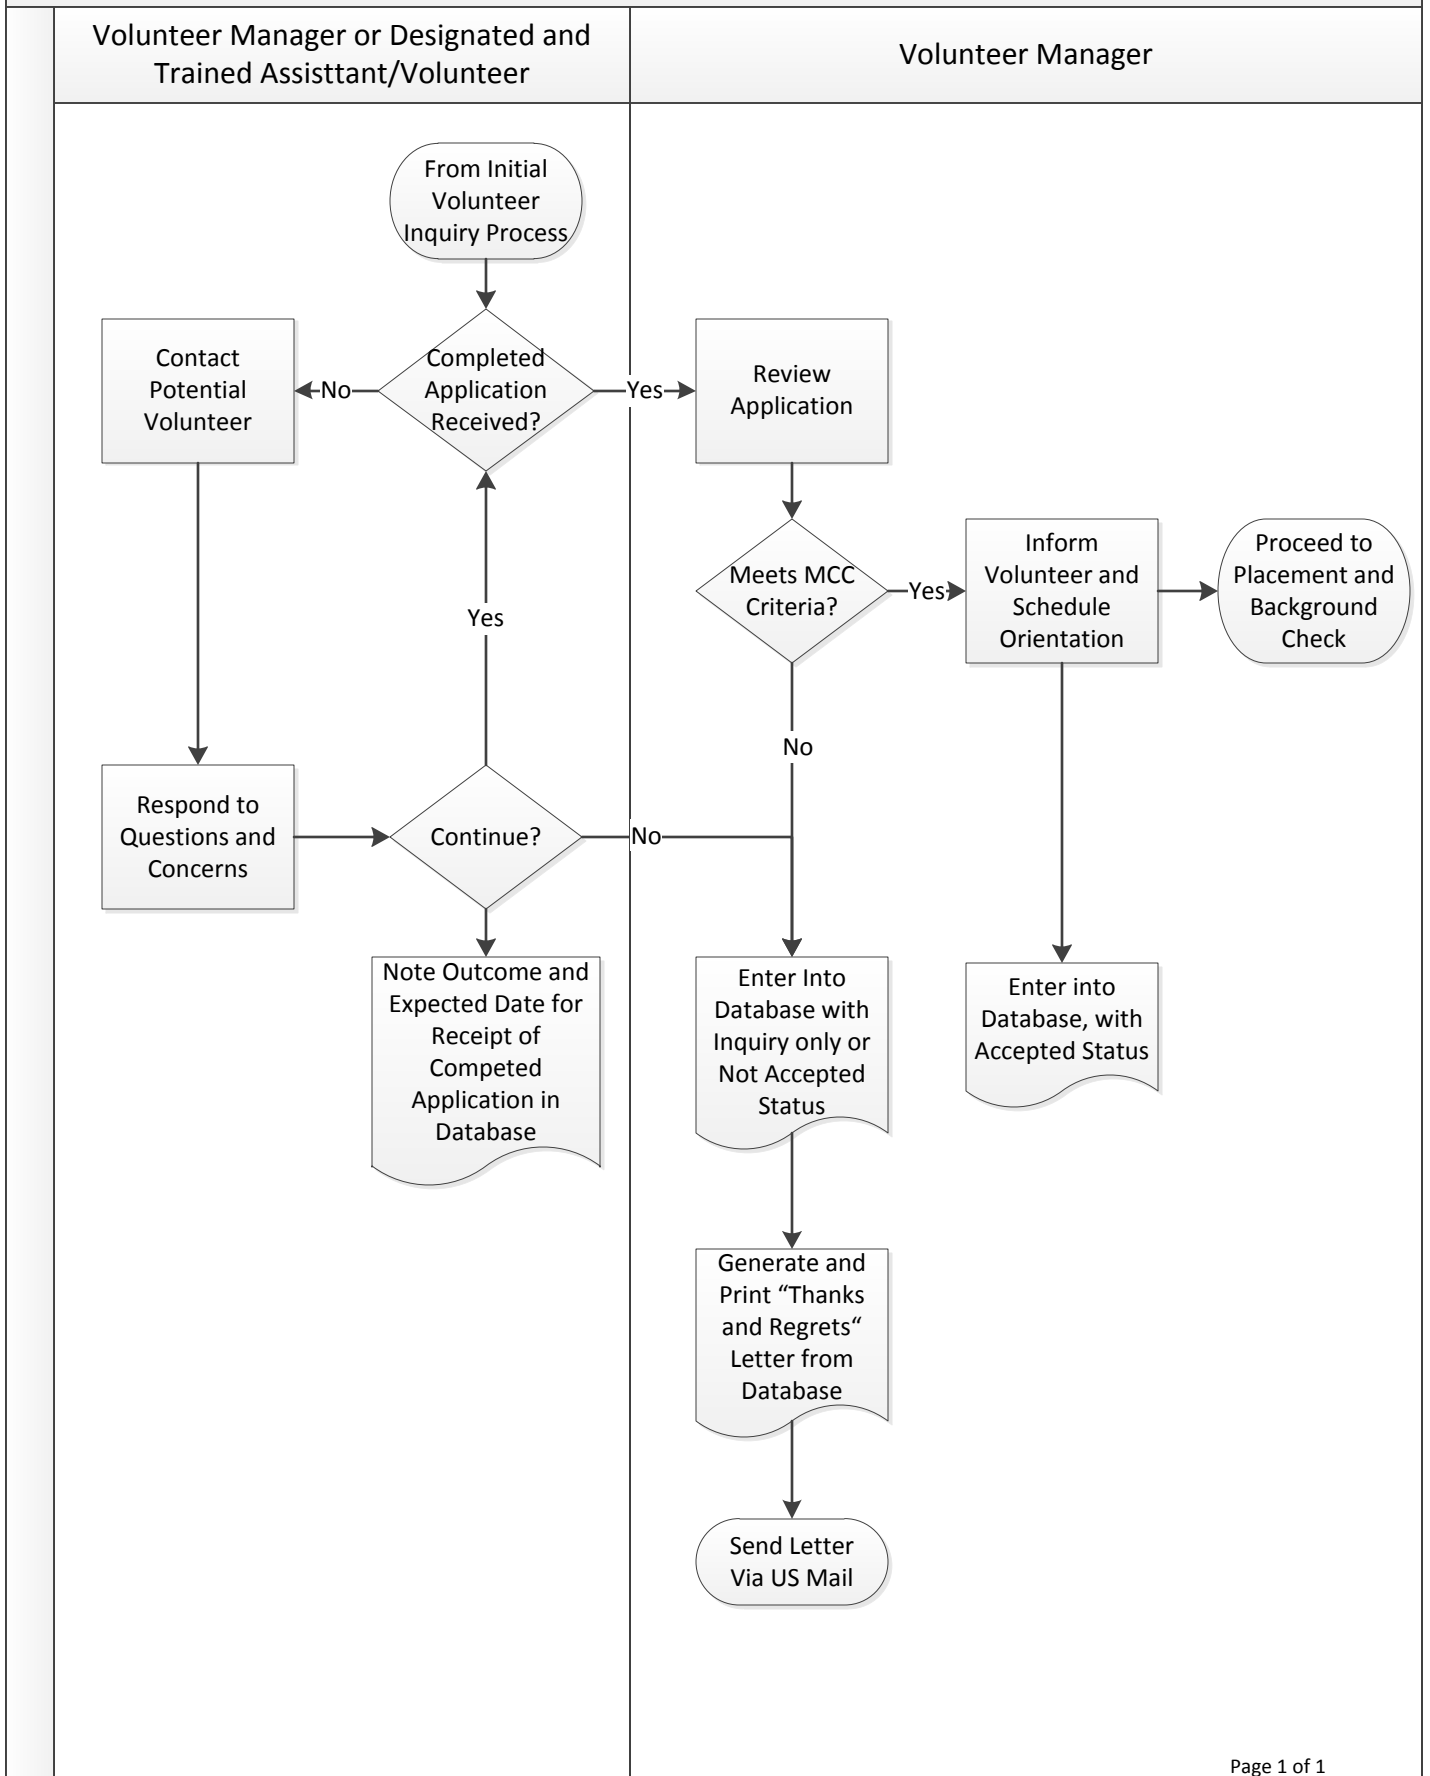 Volunteer Manager or Designated and
Trained Assisttant/Volunteer
Volunteer Manager
From Initial
Volunteer
Inquiry Process
Contact
Potential
Volunteer
No
Completed
Application
Received?
Yes
Review
Application
Yes
Meets MCC
Criteria?
Yes
Inform
Volunteer and
Schedule
Orientation
Proceed to
Placement and
Background
Check
No
Respond to
Questions and
Concerns
Continue?
No
Note Outcome and
Expected Date for
Receipt of
Competed
Application in
Database
Enter Into
Database with
Inquiry only or
Not Accepted
Status
Enter into
Database, with
Accepted Status
Generate and
Print “Thanks
and Regrets“
Letter from
Database
Send Letter
Via US Mail
Page 1 of 1